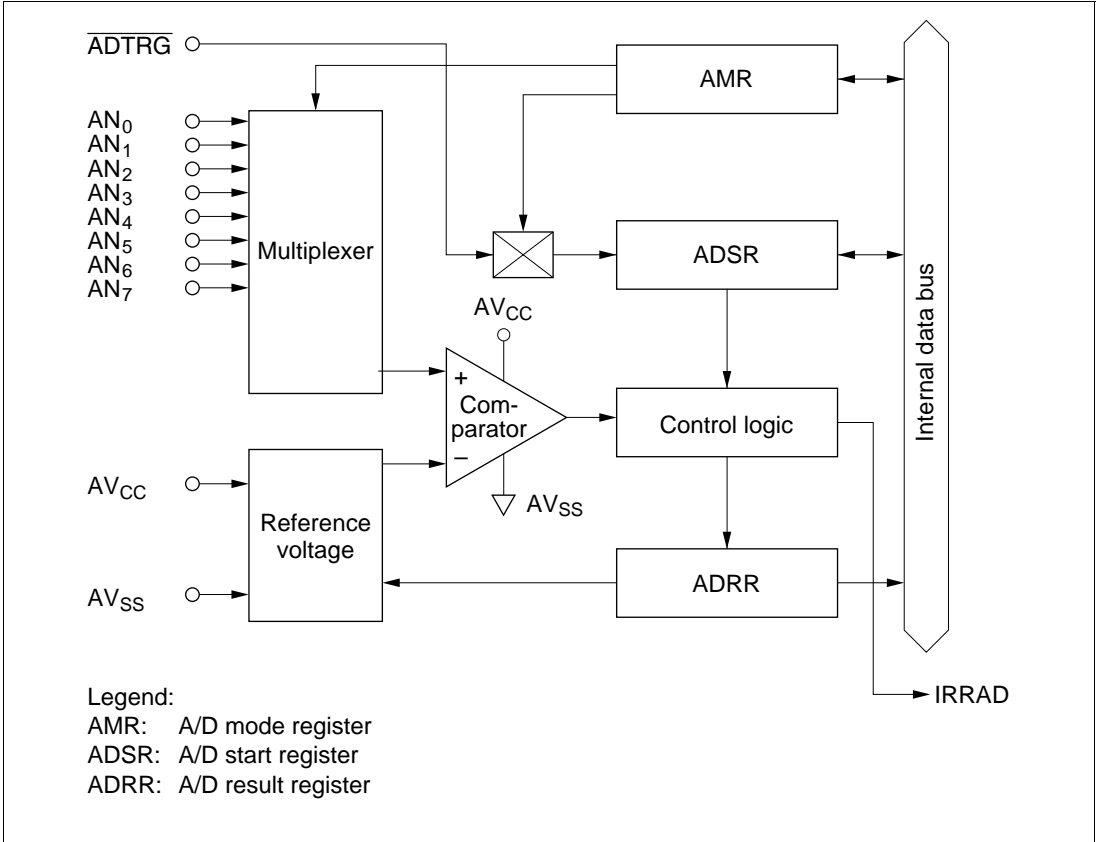 ADTRG
AMR
AN0
AN1
AN2
AN3
AN4
AN5
AN6
AN7
Multiplexer
ADSR
Internal data bus
AVCC
+
Com-
parator
−
AVSS
Control logic
AVCC
AVSS
Reference
voltage
ADRR
IRRAD
Legend:
AMR: A/D mode register
ADSR: A/D start register
ADRR: A/D result register